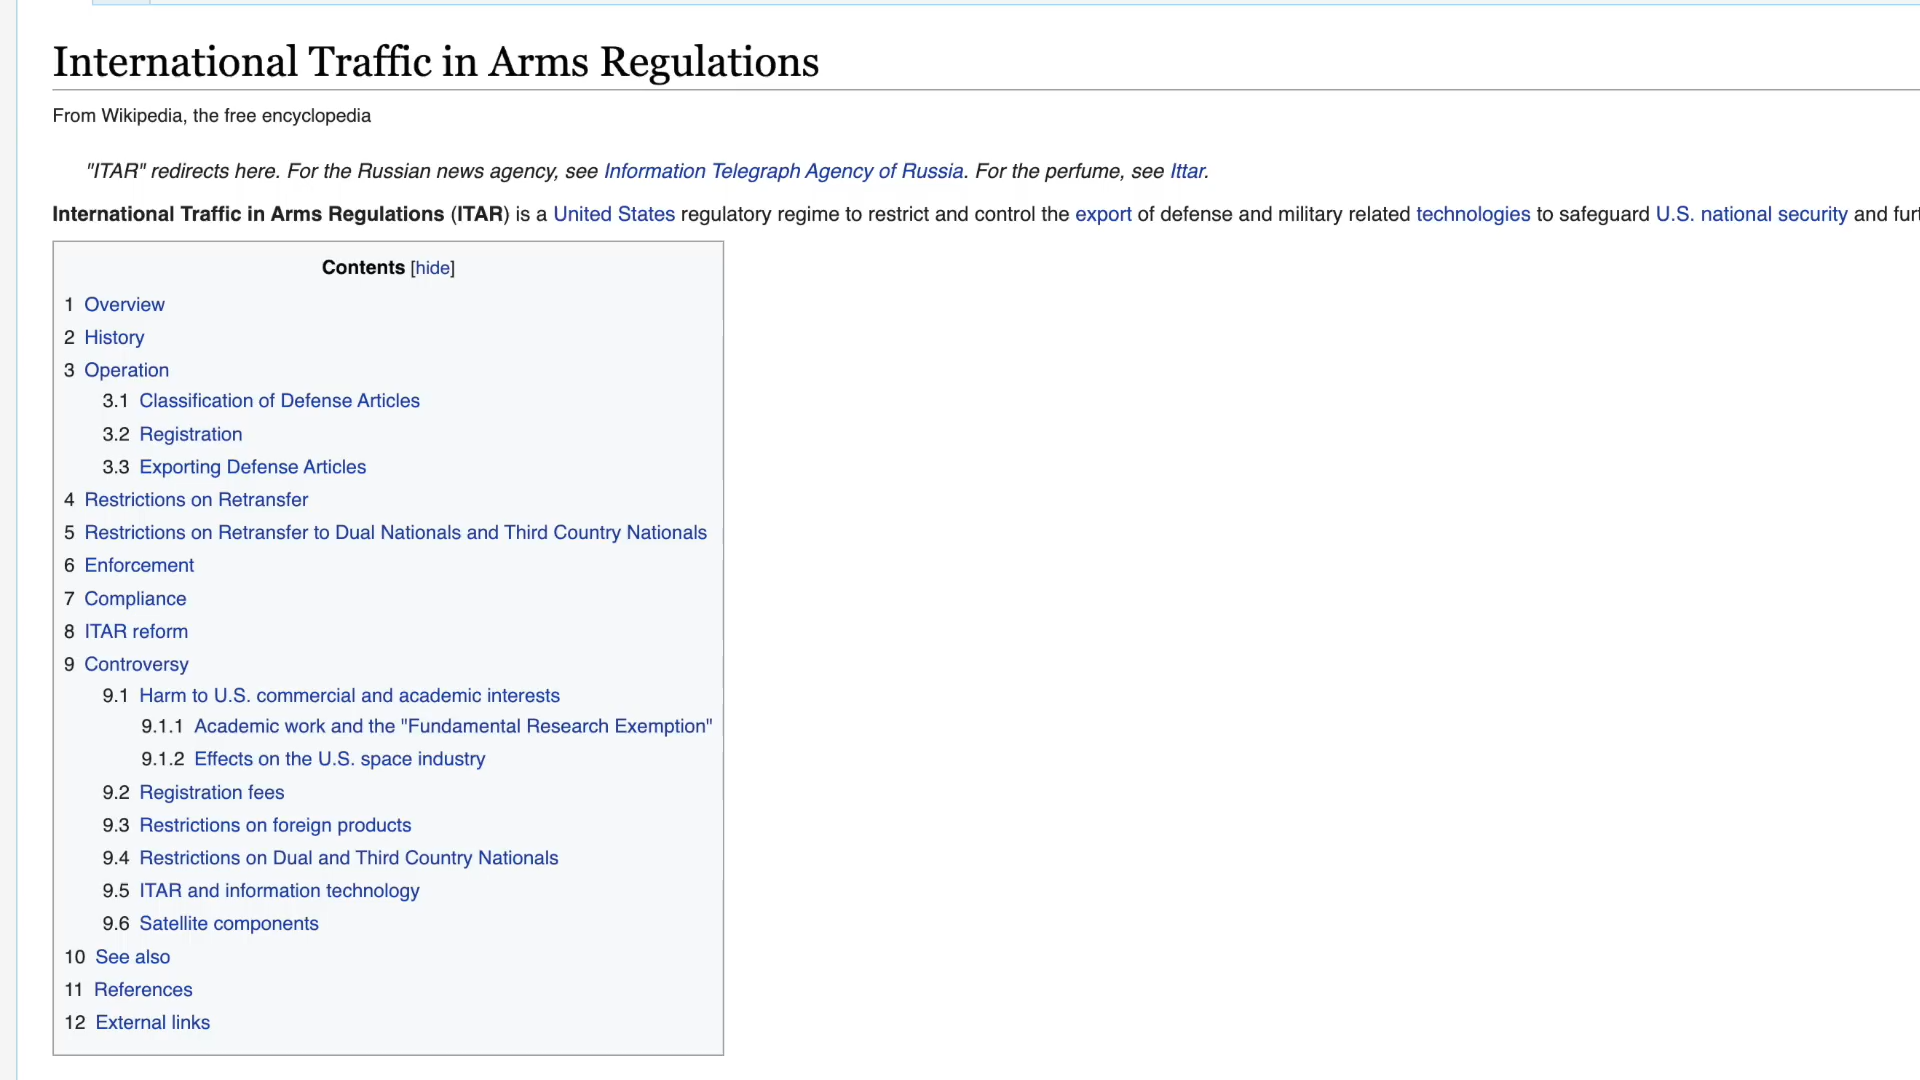 International Traffic in Arms Regulations
From Wikipedia, the free encyclopedia
"ITAR" redirects here. For the Russian news agency, see Information Telegraph Agency of Russia. For the perfume, see Ittar.
International Traffic in Arms Regulations (ITAR) is a United States regulatory regime to restrict and control the export of defense and military related technologies to safeguard U.S. national security and
Contents [hide]
1 Overview
2 History
3 Operation
3.1 Classification of Defense Articles
3.2 Registration
3.3 Exporting Defense Articles
4 Restrictions on Retransfer
5 Restrictions on Retransfer to Dual Nationals and Third Country Nationals
6 Enforcement
7 Compliance
8 ITAR reform
9 Controversy
9.1 Harm to U.S. commercial and academic interests
9.1.1 Academic work and the "Fundamental Research Exemption"
9.1.2 Effects on the U.S. space industry
9.2 Registration fees
9.3 Restrictions on foreign products
9.4 Restrictions on Dual and Third Country Nationals
9.5 ITAR and information technology
9.6 Satellite components
10 See also
11 References
12 External links